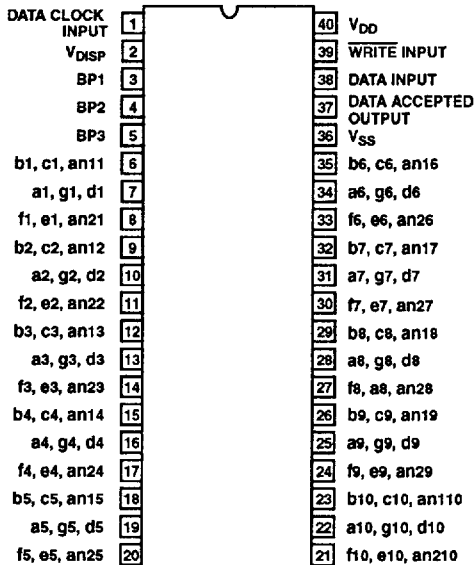 DATA CLOCK
INPUT 1
VDISP 2
BP1 3
BP2 4
BP3 5
b1, c1, an11 6
a1, g1, d1 7
f1, e1, an21 8
b2, c2, an12 9
a2, g2, d2 10
f2, e2, an22 11
b3, c3, an13 12
a3, g3, d3 13
f3, e3, an23 14
b4, c4, an14 15
a4, g4, d4 16
f4, e4, an24 17
b5, c5, an15 18
a5, g5, d5 19
f5, e5, an25 20
40 VDD
39 WRITE INPUT
38 DATA INPUT
37 DATA ACCEPTED
OUTPUT
36 VSS
35 b6, c6, an16
34 a6, g6, d6
33 f6, e6, an26
32 b7, c7, an17
31 a7, g7, d7
30 f7, e7, an27
29 b8, c8, an18
28 a8, g8, d8
27 f8, a8, an28
26 b9, c9, an19
25 a9, g9, d9
24 f9, e9, an29
23 b10, c10, an110
22 a10, g10, d10
21 f10, e10, an210